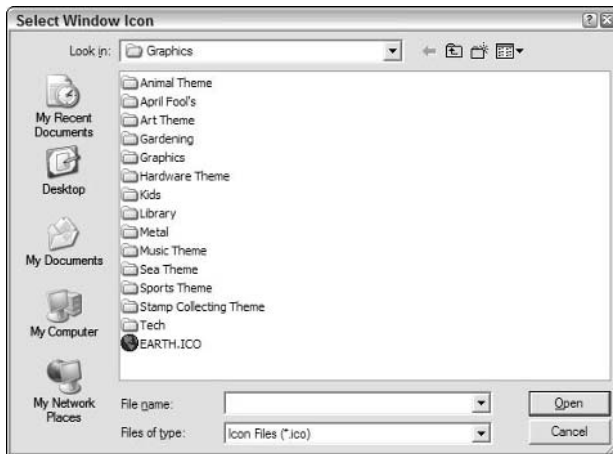 Select Window Icon
Look in: Graphics
My Recent
Documents
Desktop
My Documents
My Computer
My Network
Places
Animal Theme
April Fool's
Art Theme
Gardening
Graphics
Hardware Theme
Kids
Library
Metal
Music Theme
Sea Theme
Sports Theme
Stamp Collecting Theme
Tech
EARTH.ICO
File name:
Open
Files of type: Icon Files (*.ico)
Cancel